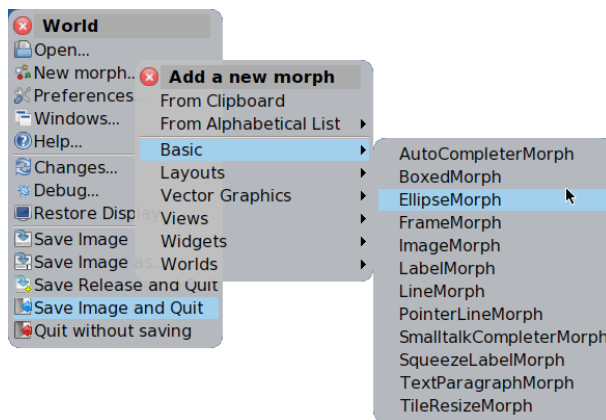 World
Open...
New morph...
Preferences...
Windows...
Help...
Changes...
Debug...
Restore Display
Save Image
Save Image as...
Save Release and Quit
Save Image and Quit
Quit without saving
Add a new morph
From Clipboard
From Alphabetical List
Basic
Layouts
Vector Graphics
Views
Widgets
Worlds
AutoCompleterMorph
BoxedMorph
EllipseMorph
FrameMorph
ImageMorph
LabelMorph
LineMorph
PointerLineMorph
SmalltalkCompleterMorph
SqueezeLabelMorph
TextParagraphMorph
TileResizeMorph